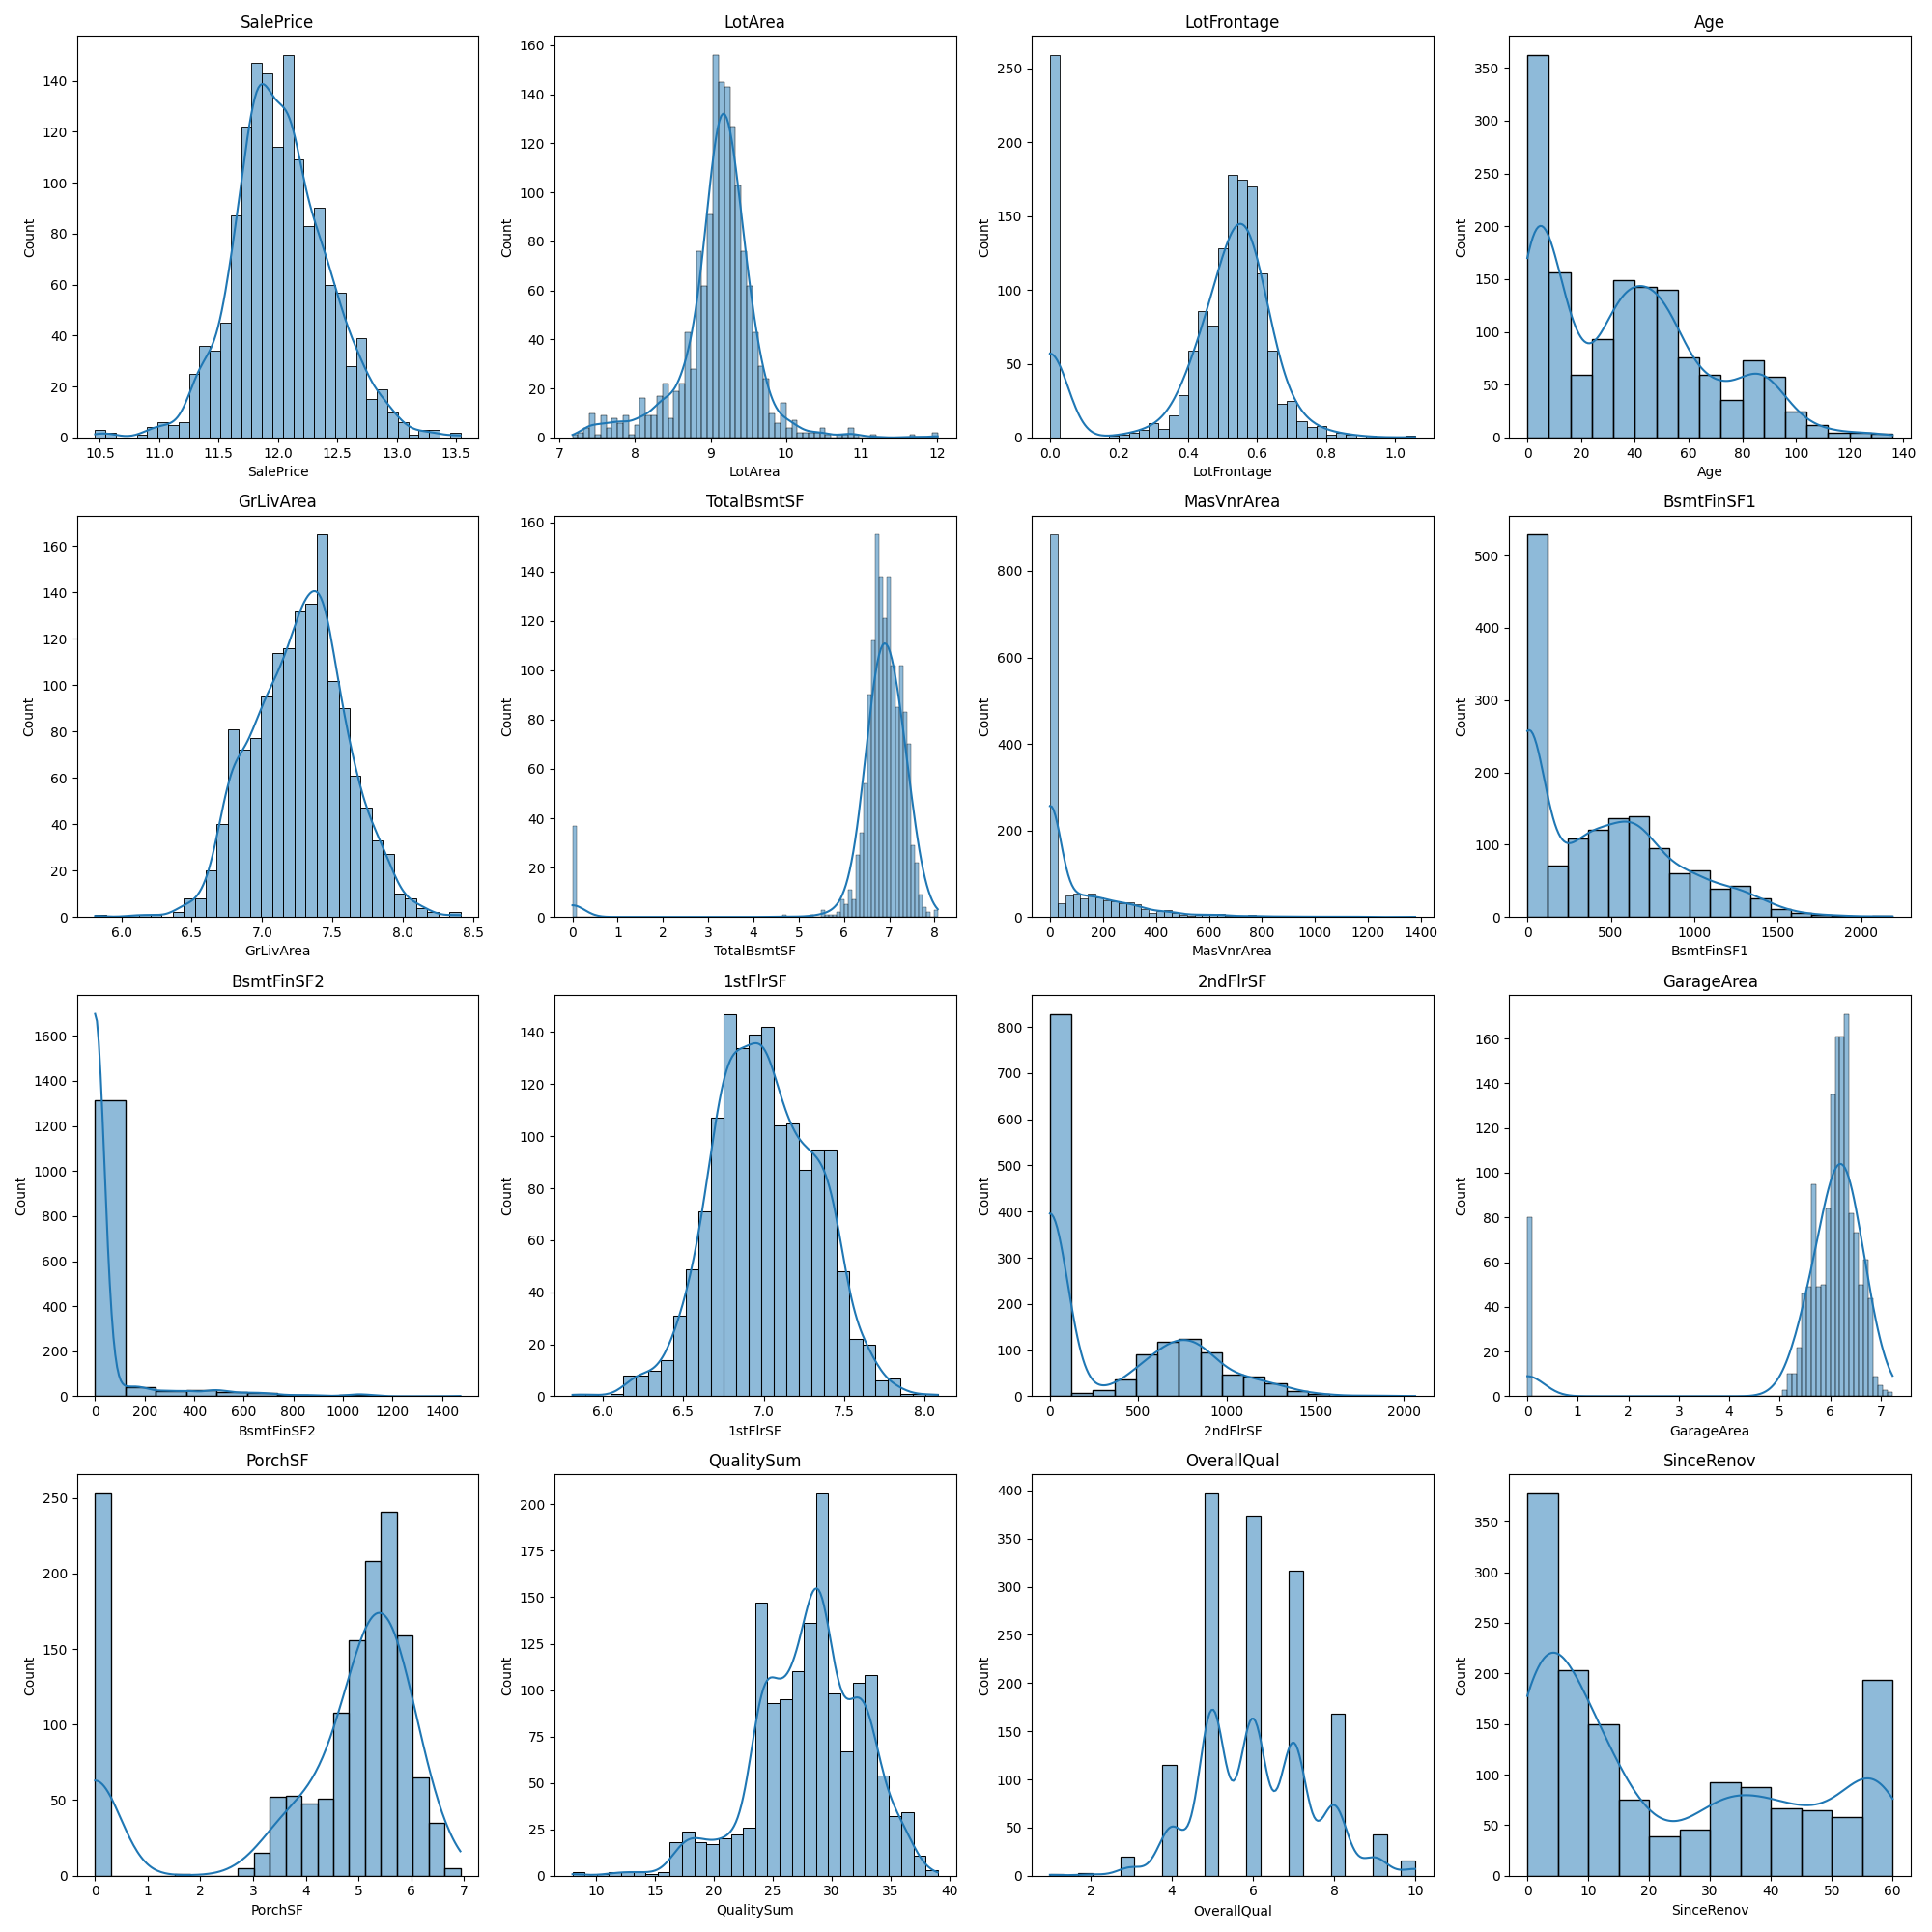 SalePrice LotArea LotFrontage Age
140 120 100 80 60 40 20 0
Count
10.5 11.0 11.5 12.0 12.5 13.0 13.5
SalePrice
160 140 120 100 80 60 40 20 0
Count
7 8 9 10 11 12
LotArea
250 200 150 100 50 0
Count
0.0 0.2 0.4 0.6 0.8 1.0
LotFrontage
350 300 250 200 150 100 50 0
Count
0 20 40 60 80 100 120 140
Age
GrLivArea TotalBsmtSF MasVnrArea BsmtFinSF1
160 140 120 100 80 60 40 20 0
Count
6.0 6.5 7.0 7.5 8.0 8.5
GrLivArea
160 140 120 100 80 60 40 20 0
Count
0 1 2 3 4 5 6 7 8
TotalBsmtSF
800 600 400 200 0
Count
0 200 400 600 800 1000 1200 1400
MasVnrArea
500 400 300 200 100 0
Count
0 500 1000 1500 2000
BsmtFinSF1
BsmtFinSF2 1stFlrSF 2ndFlrSF GarageArea
1600 1400 1200 1000 800 600 400 200 0
Count
0 200 400 600 800 1000 1200 1400
BsmtFinSF2
140 120 100 80 60 40 20 0
Count
6.0 6.5 7.0 7.5 8.0
1stFlrSF
800 700 600 500 400 300 200 100 0
Count
0 500 1000 1500 2000
2ndFlrSF
160 140 120 100 80 60 40 20 0
Count
0 1 2 3 4 5 6 7
GarageArea
PorchSF QualitySum OverallQual SinceRenov
250 200 150 100 50 0
Count
0 1 2 3 4 5 6 7
PorchSF
200 175 150 125 100 75 50 25 0
Count
10 15 20 25 30 35 40
QualitySum
400 350 300 250 200 150 100 50 0
Count
2 4 6 8 10
OverallQual
350 300 250 200 150 100 50 0
Count
0 10 20 30 40 50 60
SinceRenov